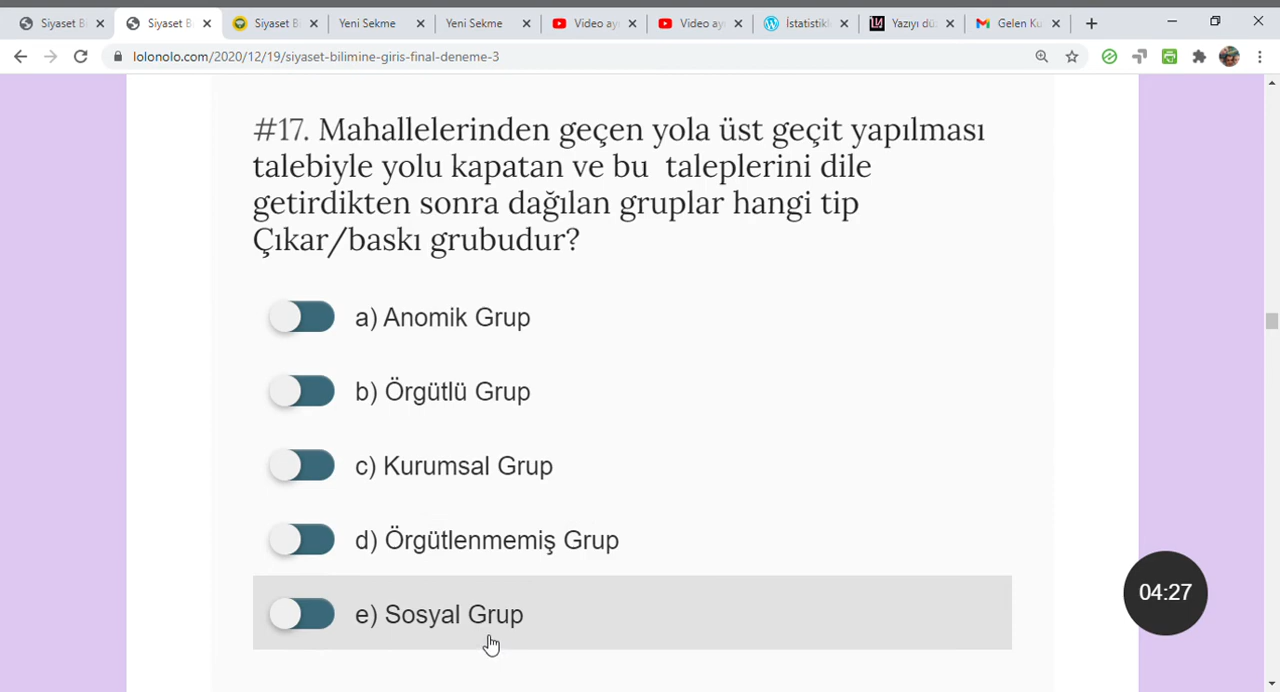 Siyaset B
Siyaset B
Siyaset B
Yeni Sekme
Yeni Sekme
Video ay
Video ay
İstatistik
Yazıyı dü
Gelen Ku
lolonolo.com/2020/12/19/siyaset-bilimine-giris-final-deneme-3
#17. Mahallelerinden geçen yola üst geçit yapılması
talebiyle yolu kapatan ve bu taleplerini dile
getirdikten sonra dağılan gruplar hangi tip
Çıkar/baskı grubudur?
a) Anomik Grup
b) Örgütlü Grup
c) Kurumsal Grup
d) Örgütlenmemiş Grup
e) Sosyal Grup
04:27